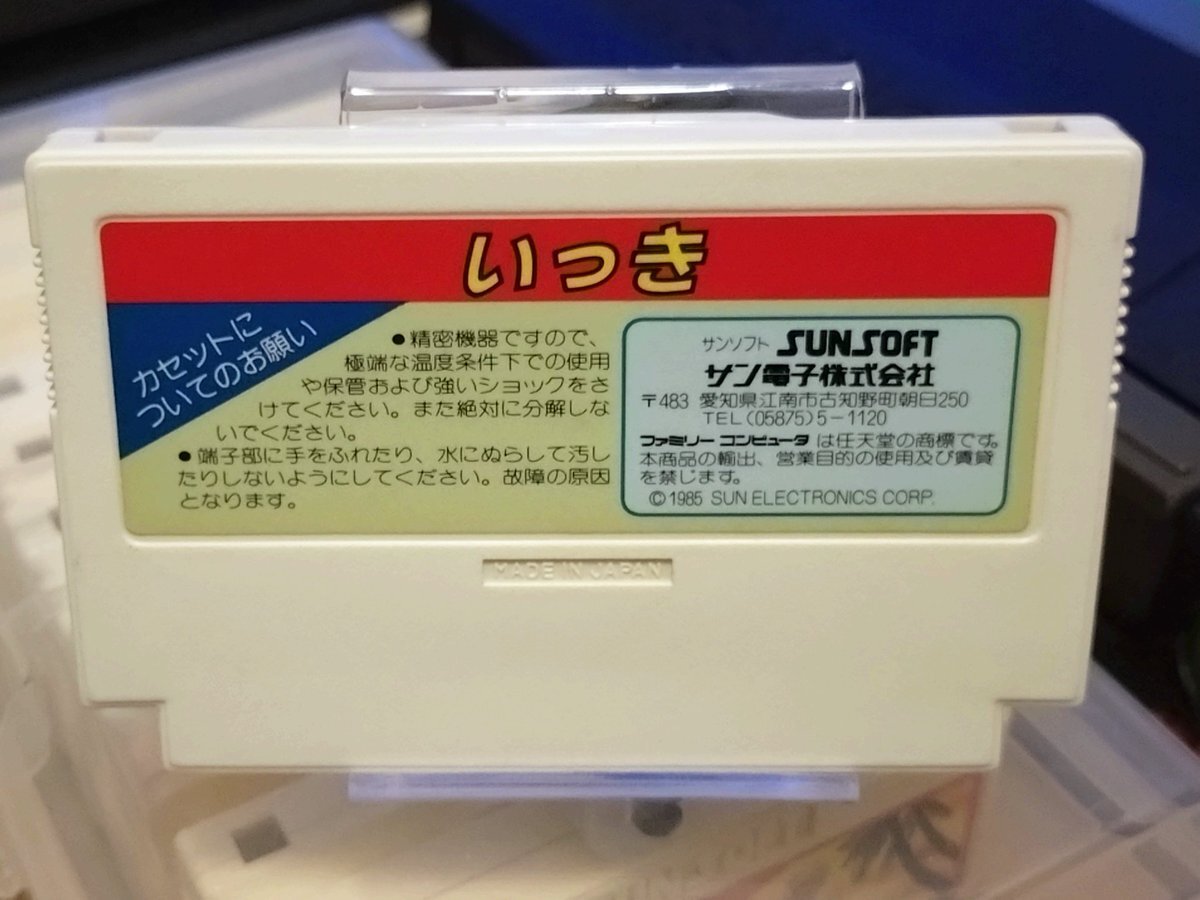 いっき
カセットに
ついてのお願い
●精密機器ですので、
極端な温度条件下での使用
や保管および強いショックをさ
けてください。また絶対に分解しな
いでください。
●端子部に手をふれたり、水にぬらして汚し
たりしないようにしてください。故障の原因
となります。
サンソフト SUNSOFT
サン電子株式会社
〒483 愛知県江南市古知野町朝日250
TEL(05875)5-1120
ファミリーコンピュータ は任天堂の商標です。
本商品の輸出、営業目的の使用及び賃貸
を禁じます。
©1985 SUN ELECTRONICS CORP.
MADE IN JAPAN